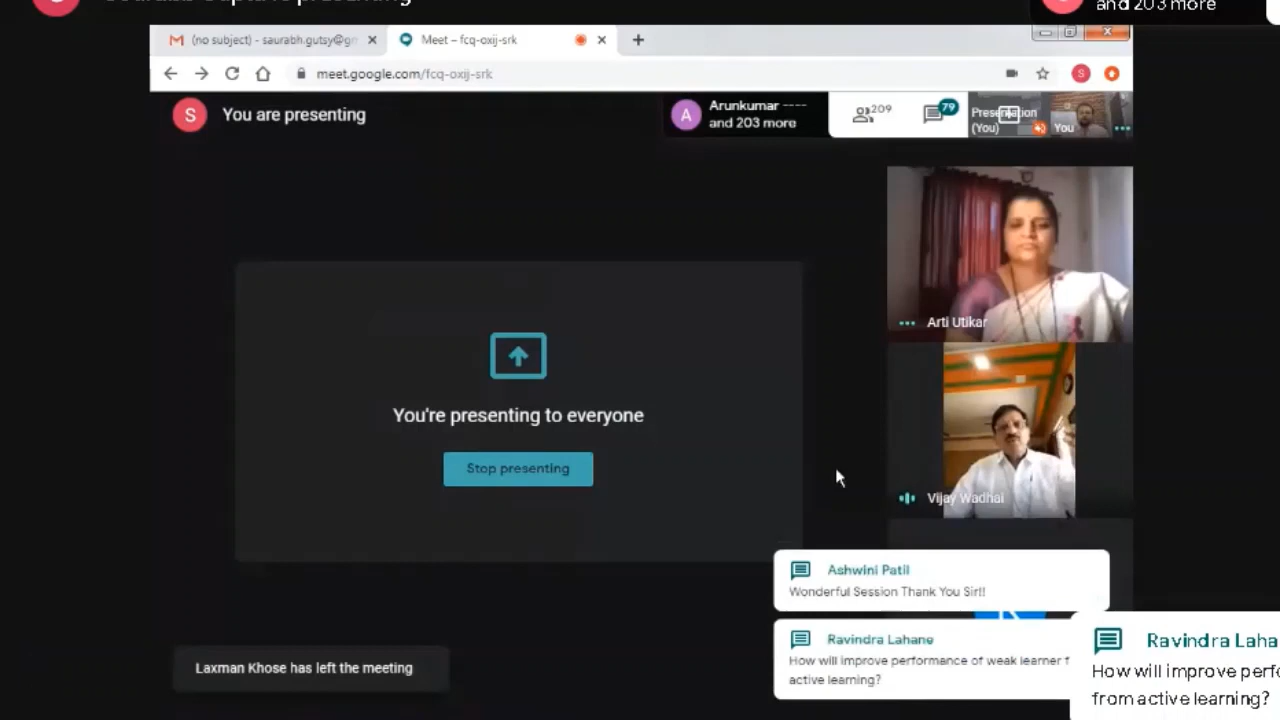 and 203 more
(no subject) - saurabh.gutsy@gm
Meet – fcq-oxij-srk
meet.google.com/fcq-oxij-srk
S
You are presenting
A
Arunkumar ----
and 203 more
209
79
Presentation
(You)
You
Arti Utikar
You're presenting to everyone
Stop presenting
Vijay Wadhai
Ashwini Patil
Wonderful Session Thank You Sir!!
Ravindra Lahane
How will improve performance of weak learner f
active learning?
Ravindra Laha
How will improve perfo
from active learning?
Laxman Khose has left the meeting